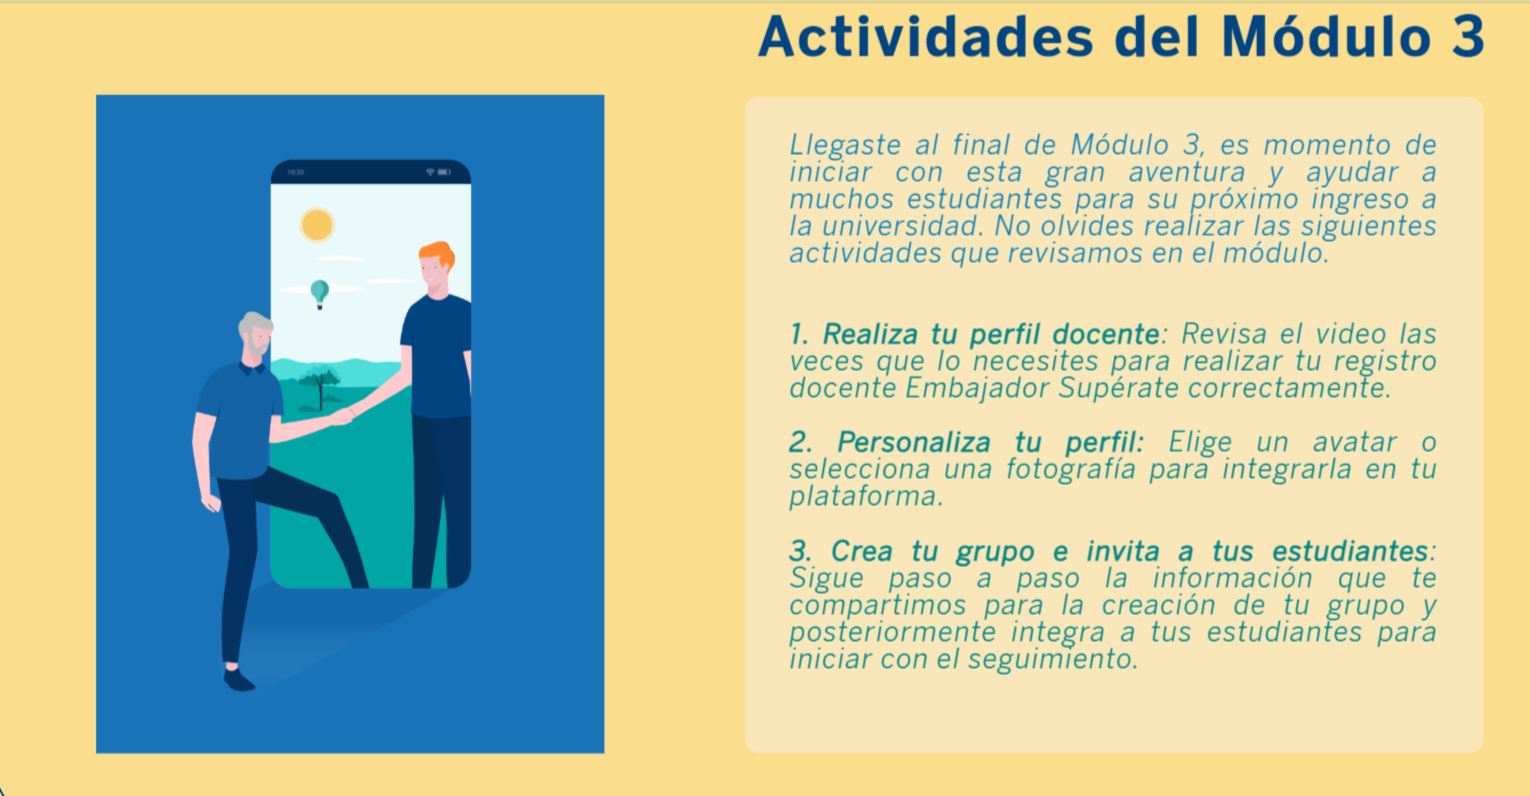 Actividades del Módulo 3
10:30
Llegaste al final de Módulo 3, es momento de
iniciar con esta gran aventura y ayudar a
muchos estudiantes para su próximo ingreso a
la universidad. No olvides realizar las siguientes
actividades que revisamos en el módulo.
1. Realiza tu perfil docente: Revisa el video las
veces que lo necesites para realizar tu registro
docente Embajador Supérate correctamente.
2. Personaliza tu perfil: Elige un avatar o
selecciona una fotografía para integrarla en tu
plataforma.
3. Crea tu grupo e invita a tus estudiantes:
Sigue paso a paso la información que te
compartimos para la creación de tu grupo y
posteriormente integra a tus estudiantes para
iniciar con el seguimiento.